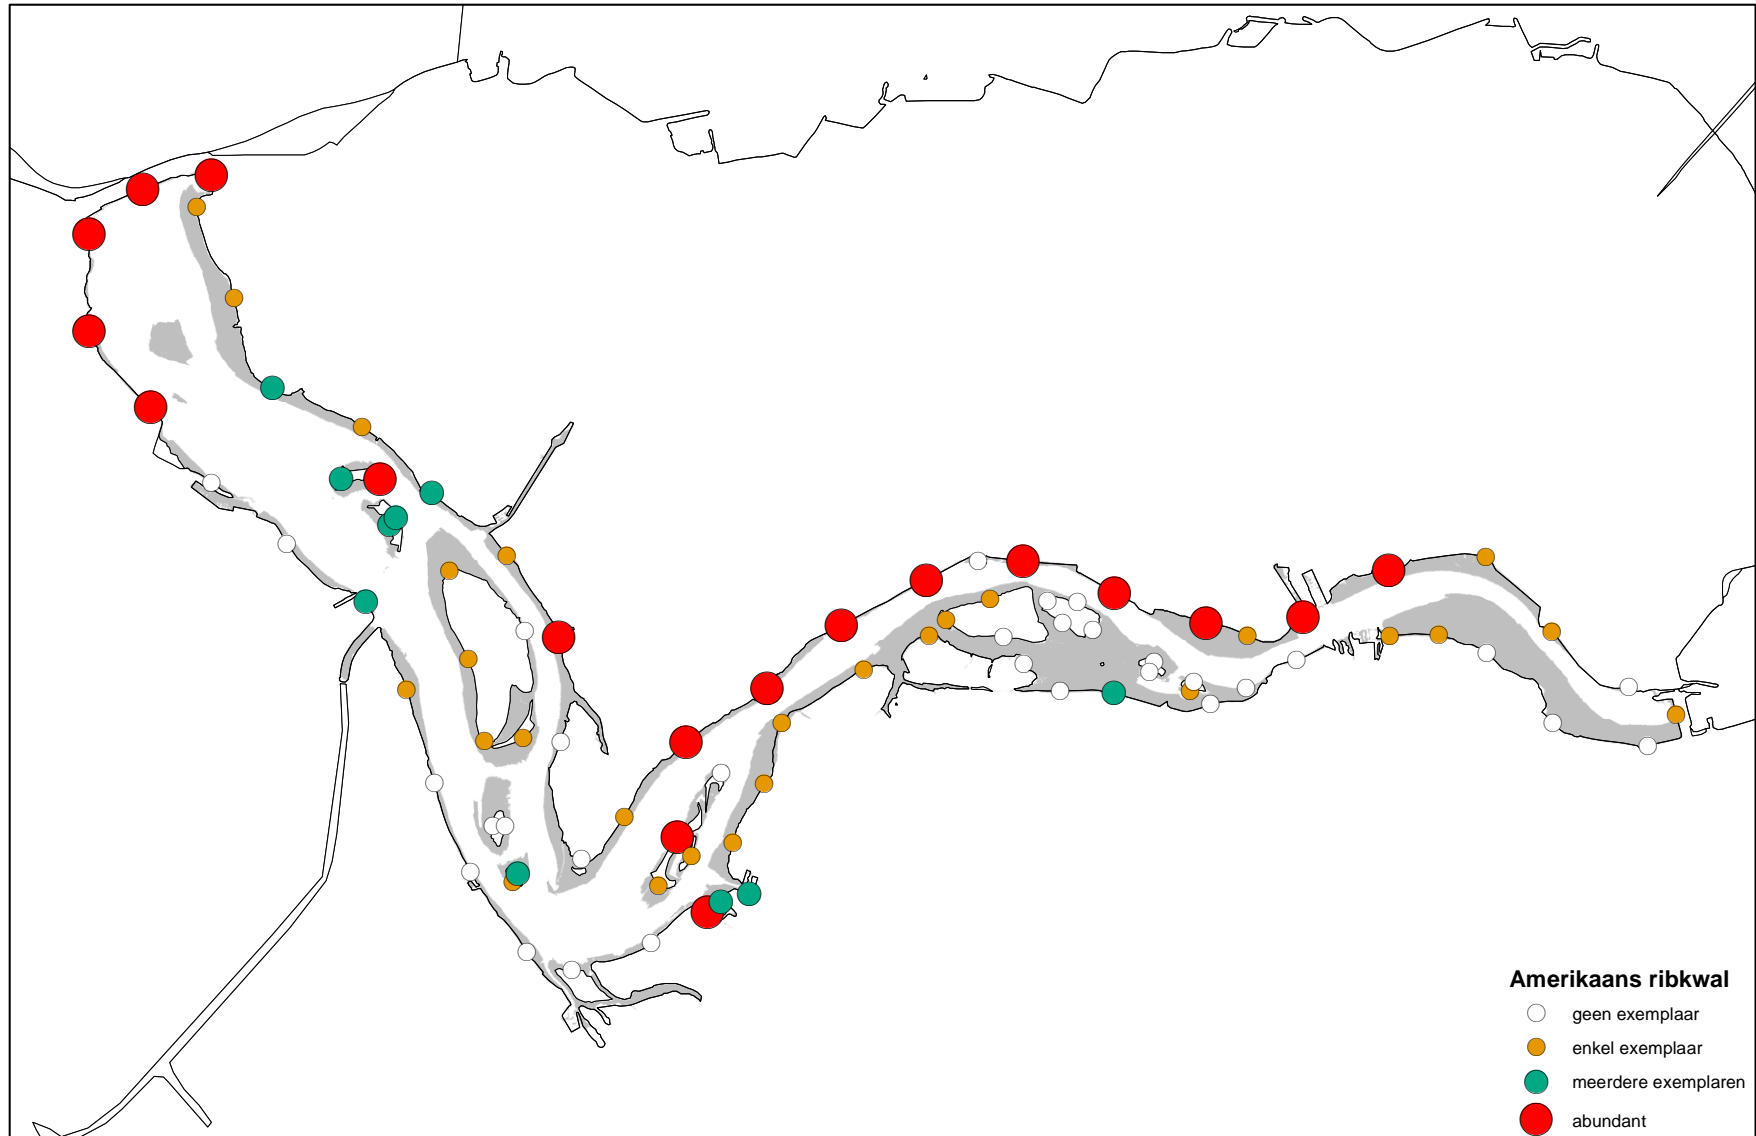 Amerikaans ribkwal
geen exemplaar
enkel exemplaar
meerdere exemplaren
abundant